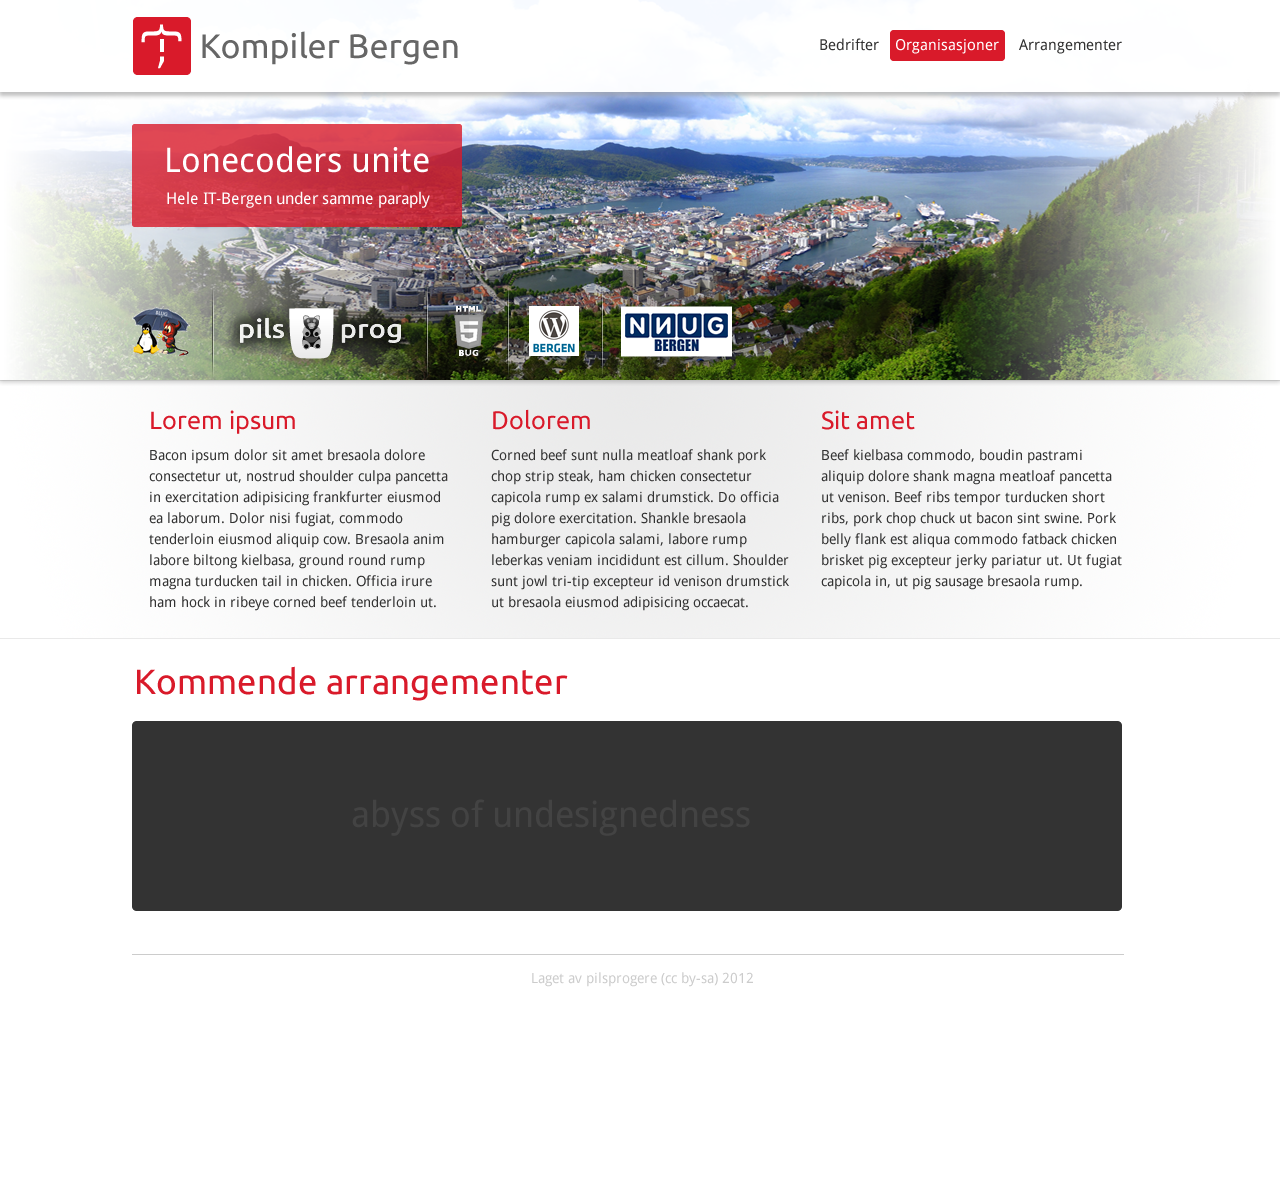 Kompiler Bergen
Bedrifter
Organisasjoner
Arrangementer
Lonecoders unite
Hele IT-Bergen under samme paraply
pils prog
HTML
5
BUG
BERGEN
NИUG
BERGEN
Lorem ipsum
Bacon ipsum dolor sit amet bresaola dolore
consectetur ut, nostrud shoulder culpa pancetta
in exercitation adipisicing frankfurter eiusmod
ea laborum. Dolor nisi fugiat, commodo
tenderloin eiusmod aliquip cow. Bresaola anim
labore biltong kielbasa, ground round rump
magna turducken tail in chicken. Officia irure
ham hock in ribeye corned beef tenderloin ut.
Dolorem
Corned beef sunt nulla meatloaf shank pork
chop strip steak, ham chicken consectetur
capicola rump ex salami drumstick. Do officia
pig dolore exercitation. Shankle bresaola
hamburger capicola salami, labore rump
leberkas veniam incididunt est cillum. Shoulder
sunt jowl tri-tip excepteur id venison drumstick
ut bresaola eiusmod adipisicing occaecat.
Sit amet
Beef kielbasa commodo, boudin pastrami
aliquip dolore shank magna meatloaf pancetta
ut venison. Beef ribs tempor turducken short
ribs, pork chop chuck ut bacon sint swine. Pork
belly flank est aliqua commodo fatback chicken
brisket pig excepteur jerky pariatur ut. Ut fugiat
capicola in, ut pig sausage bresaola rump.
Kommende arrangementer
abyss of undesignedness
Laget av pilsprogere (cc by-sa) 2012